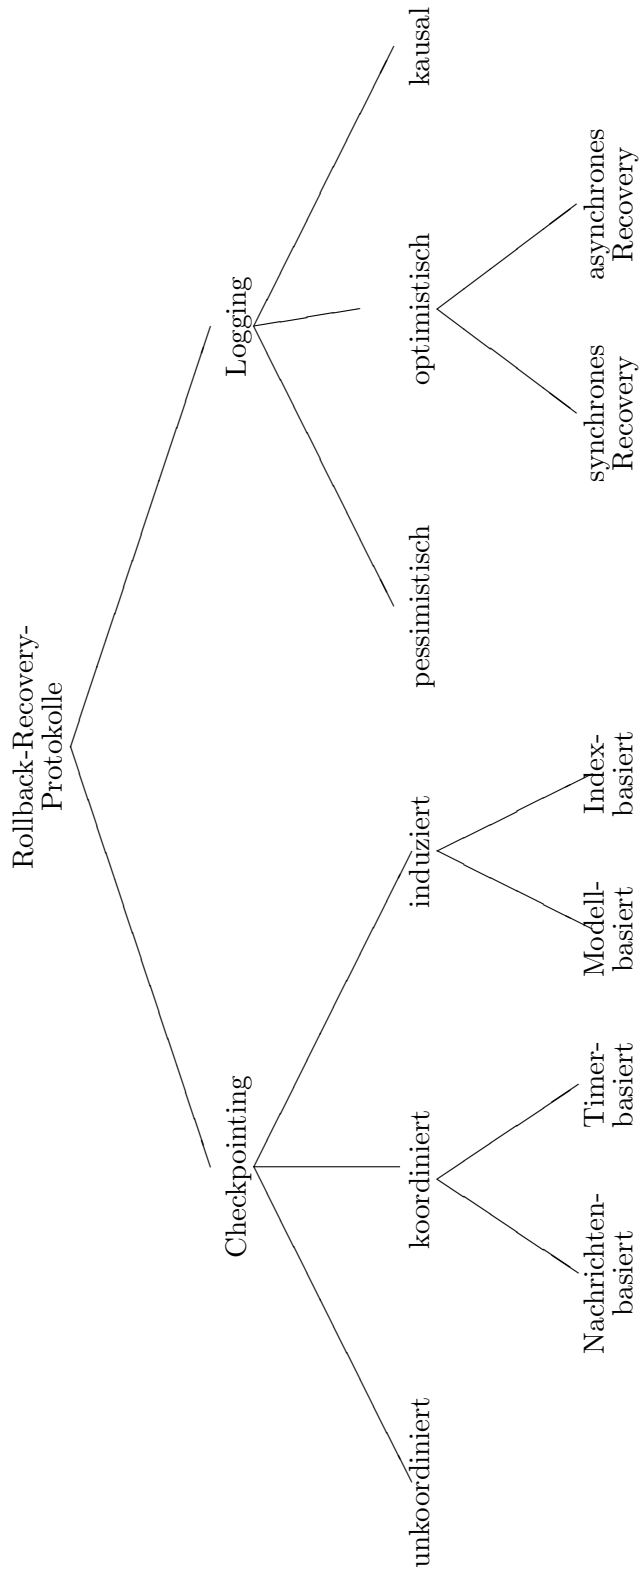 Rollback-Recovery-
Protokolle
Checkpointing
Logging
unkoordiniert
koordiniert
induziert
pessimistisch
optimistisch
kausal
Nachrichten-
basiert
Timer-
basiert
Modell-
basiert
Index-
basiert
synchrones
Recovery
asynchrones
Recovery